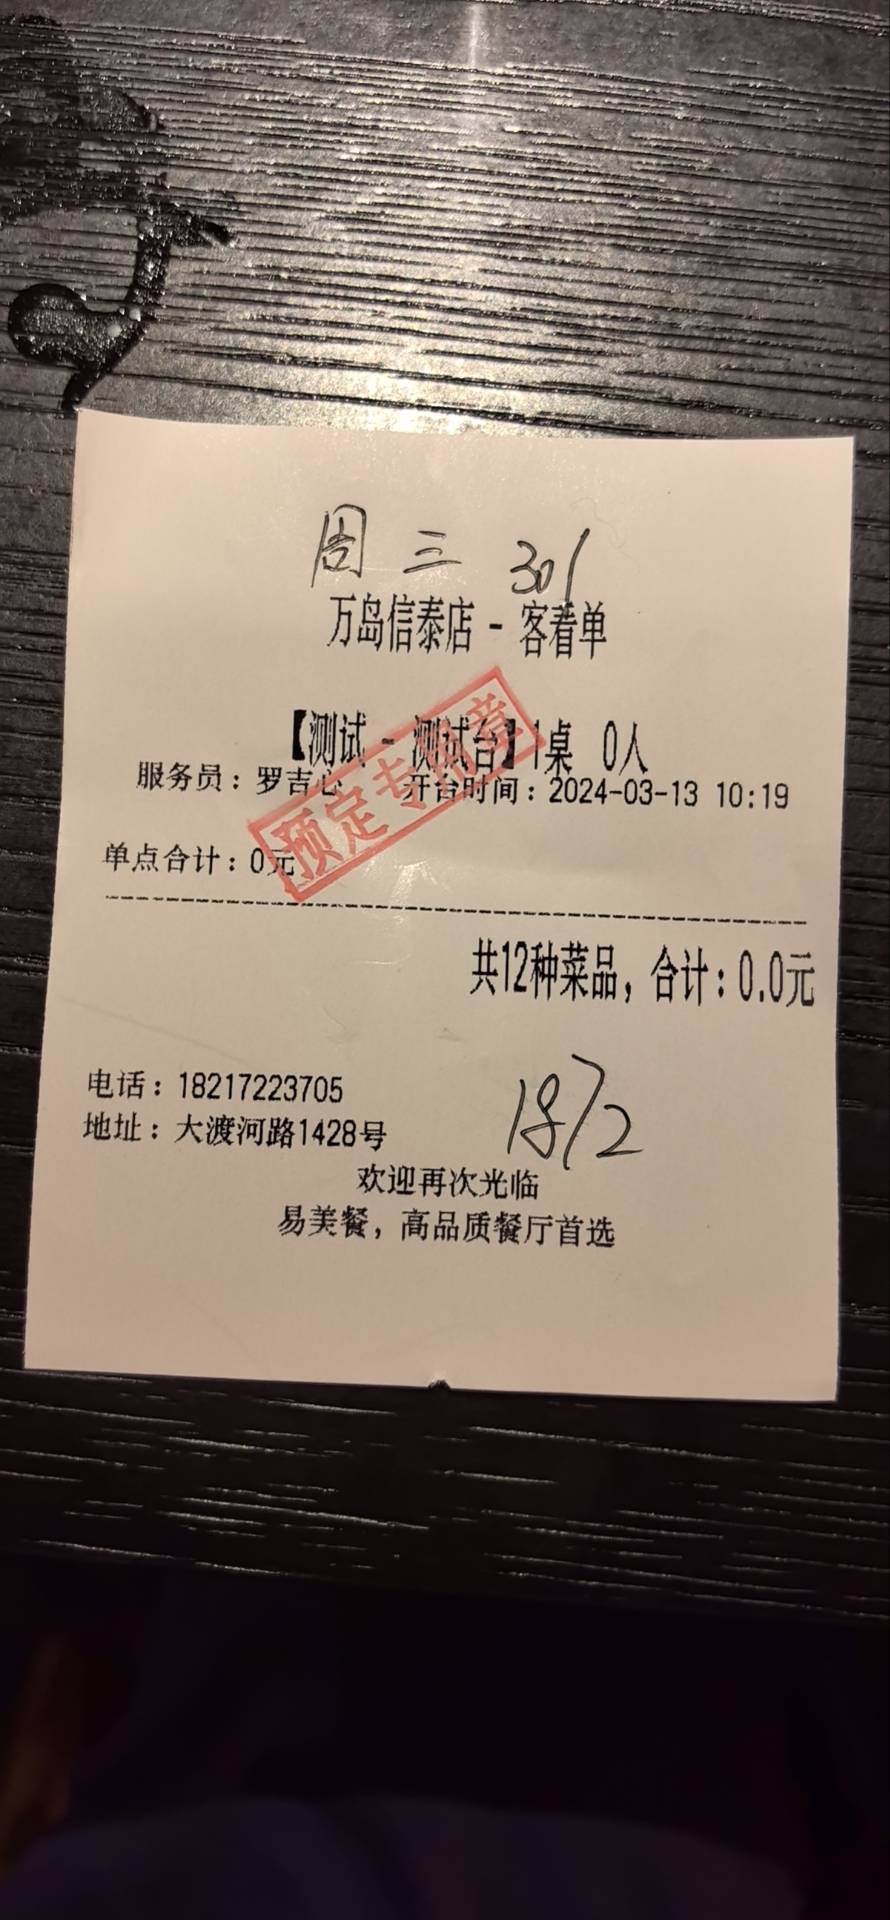 周三 301
万岛信泰店 - 客看单
【测试 - 测试台】1桌 0人
服务员：罗吉心 开台时间：2024-03-13 10:19
预定专用章
单点合计：0元
共12种菜品，合计：0.0元
电话：18217223705
1872
地址：大渡河路1428号
欢迎再次光临
易美餐，高品质餐厅首选